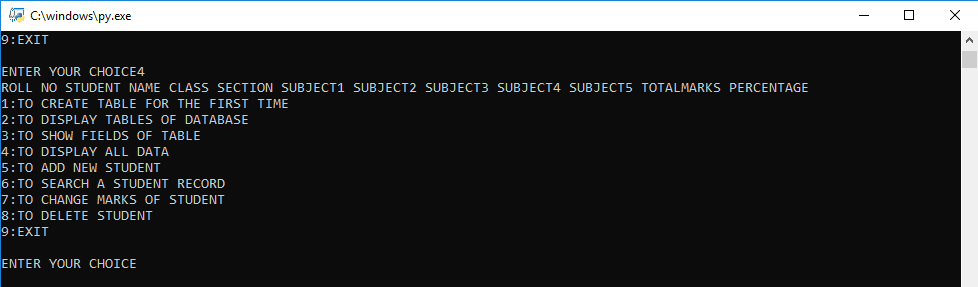 C:\windows\py.exe
9:EXIT
ENTER YOUR CHOICE4
ROLL NO STUDENT NAME CLASS SECTION SUBJECT1 SUBJECT2 SUBJECT3 SUBJECT4 SUBJECT5 TOTALMARKS PERCENTAGE
1:TO CREATE TABLE FOR THE FIRST TIME
2:TO DISPLAY TABLES OF DATABASE
3:TO SHOW FIELDS OF TABLE
4:TO DISPLAY ALL DATA
5:TO ADD NEW STUDENT
6:TO SEARCH A STUDENT RECORD
7:TO CHANGE MARKS OF STUDENT
8:TO DELETE STUDENT
9:EXIT
ENTER YOUR CHOICE